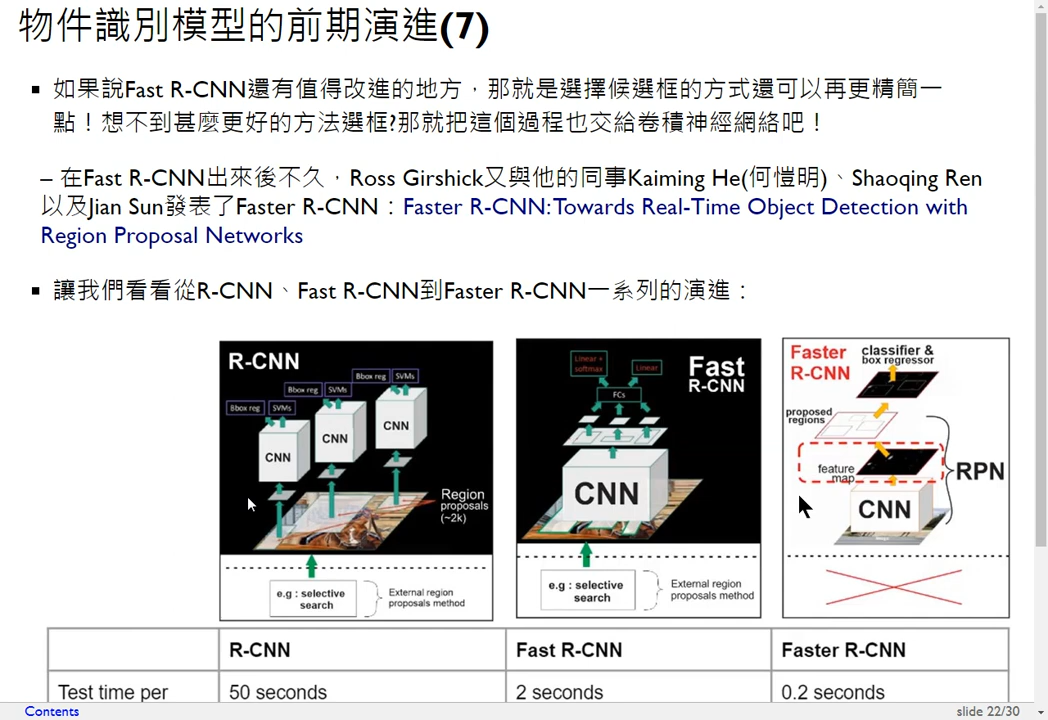 物件識別模型的前期演進(7)
如果說Fast R-CNN還有值得改進的地方，那就是選擇候選框的方式還可以再更精簡一
點！想不到甚麼更好的方法選框?那就把這個過程也交給卷積神經網絡吧！
– 在Fast R-CNN出來後不久，Ross Girshick又與他的同事Kaiming He(何愷明)、Shaoqing Ren
以及Jian Sun發表了Faster R-CNN：Faster R-CNN:Towards Real-Time Object Detection with
Region Proposal Networks
讓我們看看從R-CNN、Fast R-CNN到Faster R-CNN一系列的演進：
R-CNN
Bbox reg SVMs
Bbox reg SVMs
Bbox reg SVMs
CNN
CNN
CNN
Region
proposals
(~2k)
e.g : selective
search
External region
proposals method
Fast
R-CNN
Linear +
softmax
Linear
FCs
CNN
e.g : selective
search
External region
proposals method
Faster
R-CNN
classifier &
box regressor
proposed
regions
feature
map
RPN
CNN
R-CNN Fast R-CNN Faster R-CNN
Test time per 50 seconds 2 seconds 0.2 seconds
Contents
slide 22/30